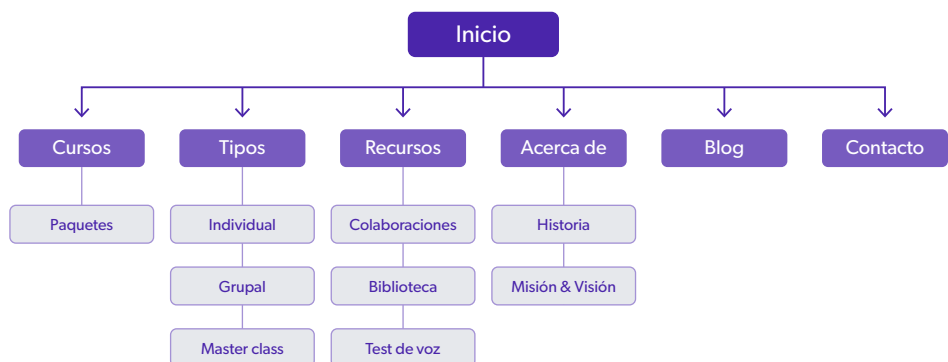 Inicio
Cursos
Tipos
Recursos
Acerca de
Blog
Contacto
Paquetes
Individual
Colaboraciones
Historia
Grupal
Biblioteca
Misión & Visión
Master class
Test de voz